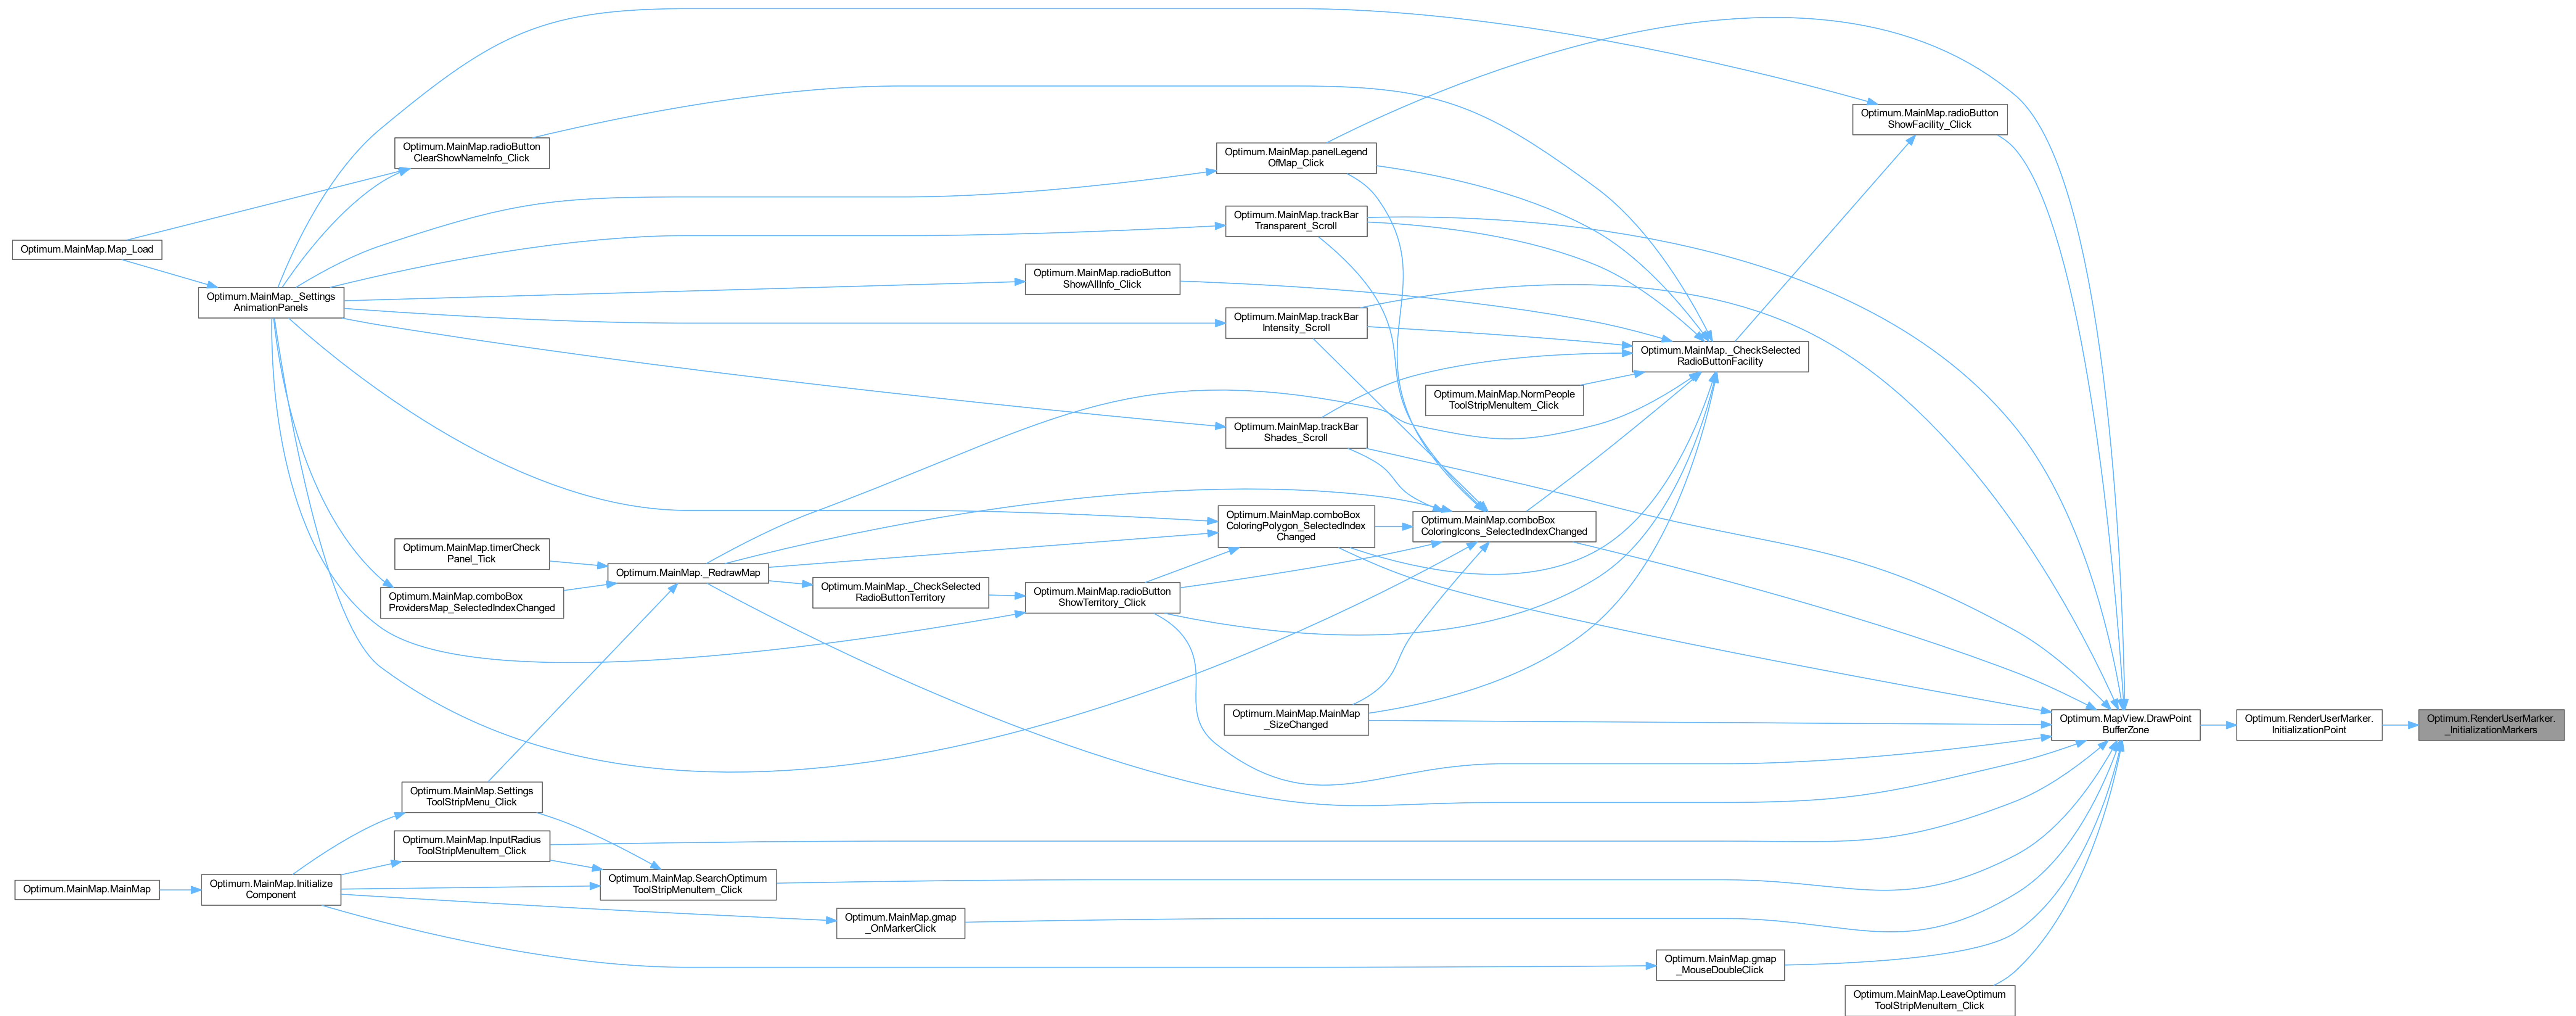 Optimum.MainMap.Map_Load
Optimum.MainMap._Settings
AnimationPanels
Optimum.MainMap.MainMap
Optimum.MainMap.Initialize
Component
Optimum.MainMap.radioButton
ClearShowNameInfo_Click
Optimum.MainMap.timerCheck
Panel_Tick
Optimum.MainMap.comboBox
ProvidersMap_SelectedIndexChanged
Optimum.MainMap.Settings
ToolStripMenu_Click
Optimum.MainMap.InputRadius
ToolStripMenuItem_Click
Optimum.MainMap._RedrawMap
Optimum.MainMap.SearchOptimum
ToolStripMenuItem_Click
Optimum.MainMap._CheckSelected
RadioButtonTerritory
Optimum.MainMap.gmap
_OnMarkerClick
Optimum.MainMap.radioButton
ShowAllInfo_Click
Optimum.MainMap.radioButton
ShowTerritory_Click
Optimum.MainMap.panelLegend
OfMap_Click
Optimum.MainMap.trackBar
Transparent_Scroll
Optimum.MainMap.trackBar
Intensity_Scroll
Optimum.MainMap.trackBar
Shades_Scroll
Optimum.MainMap.comboBox
ColoringPolygon_SelectedIndex
Changed
Optimum.MainMap.MainMap
_SizeChanged
Optimum.MainMap.NormPeople
ToolStripMenuItem_Click
Optimum.MainMap.comboBox
ColoringIcons_SelectedIndexChanged
Optimum.MainMap._CheckSelected
RadioButtonFacility
Optimum.MainMap.gmap
_MouseDoubleClick
Optimum.MainMap.radioButton
ShowFacility_Click
Optimum.MainMap.LeaveOptimum
ToolStripMenuItem_Click
Optimum.MapView.DrawPoint
BufferZone
Optimum.RenderUserMarker.
InitializationPoint
Optimum.RenderUserMarker.
_InitializationMarkers